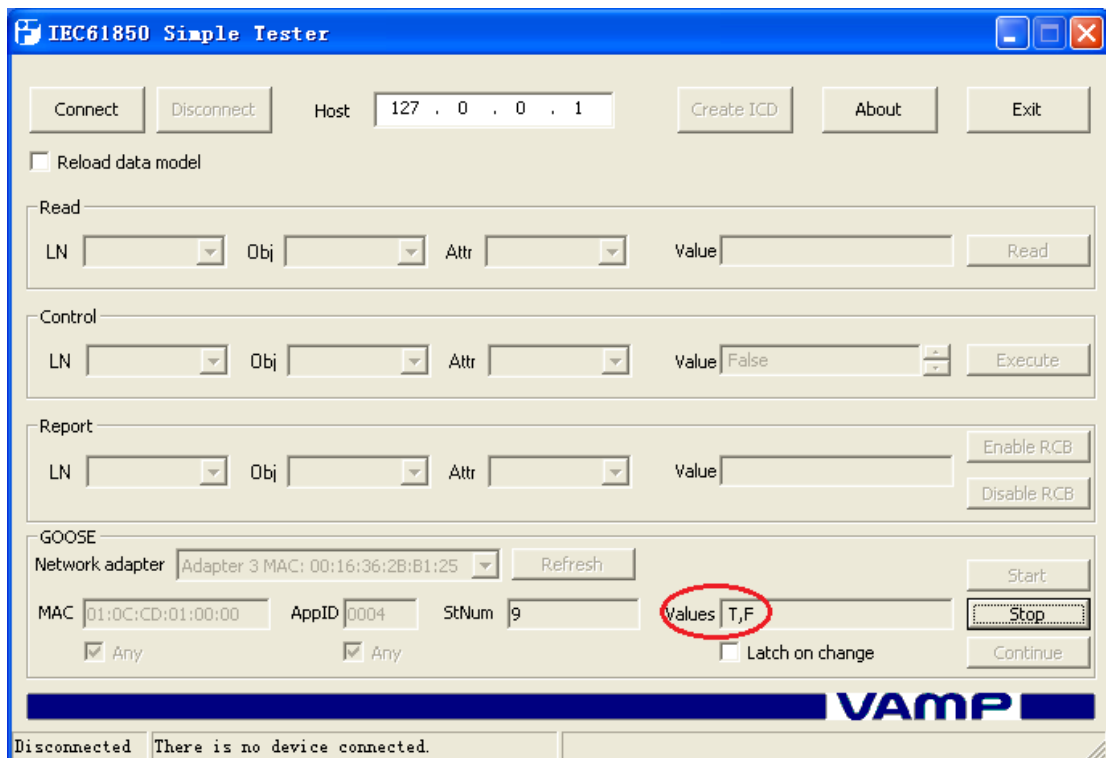 IEC61850 Simple Tester
Connect Disconnect Host 127 . 0 . 0 . 1 Create ICD About Exit
Reload data model
Read
LN Obj Attr Value Read
Control
LN Obj Attr Value False Execute
Report
Enable RCB
LN Obj Attr Value
Disable RCB
GOOSE
Network adapter Adapter 3 MAC: 00:16:36:2B:B1:25 Refresh
Start
MAC 01:0C:CD:01:00:00 AppID 0004 StNum 9 Values T,F Stop
Any Any Latch on change Continue
VAMP
Disconnected There is no device connected.